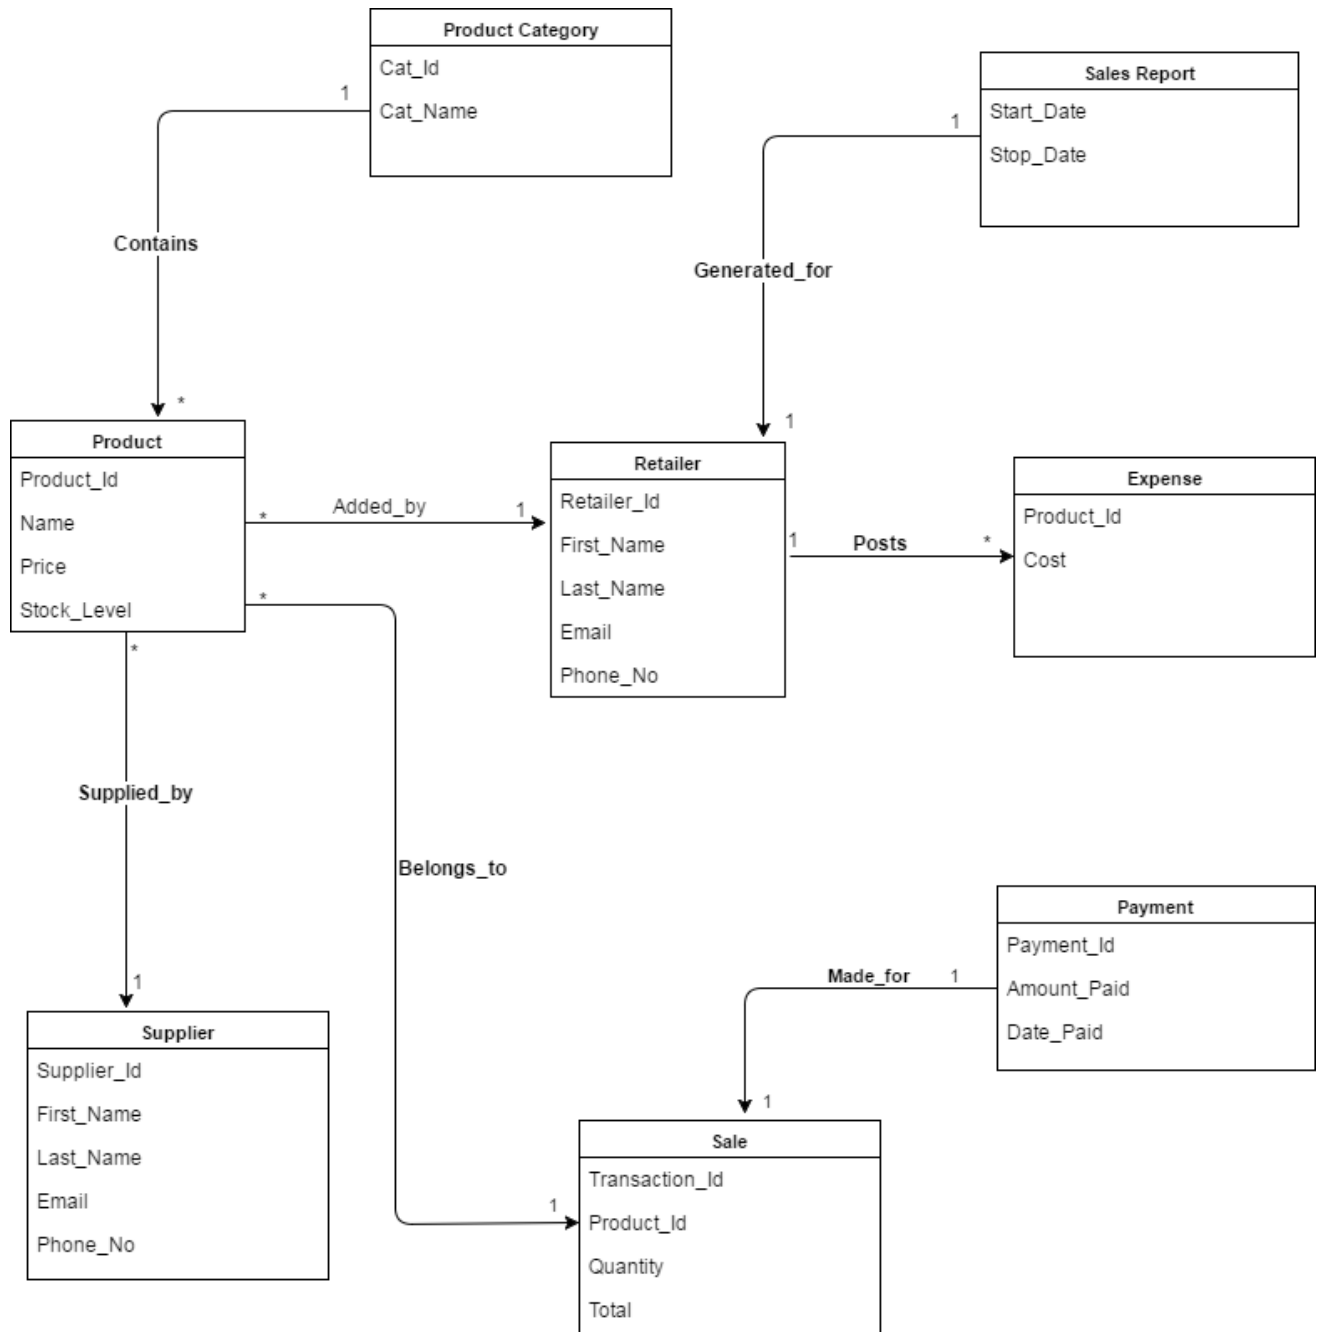 Product Category
Cat_Id
Cat_Name
1
Sales Report
Start_Date
Stop_Date
1
Contains
Generated_for
*
1
Product
Product_Id
Name
Price
Stock_Level
* Added_by 1
*
*
Retailer
Retailer_Id
First_Name
Last_Name
Email
Phone_No
1 Posts *
Expense
Product_Id
Cost
Supplied_by
Belongs_to
1
Supplier
Supplier_Id
First_Name
Last_Name
Email
Phone_No
Payment
Payment_Id
Amount_Paid
Date_Paid
Made_for 1
1
1
Sale
Transaction_Id
Product_Id
Quantity
Total